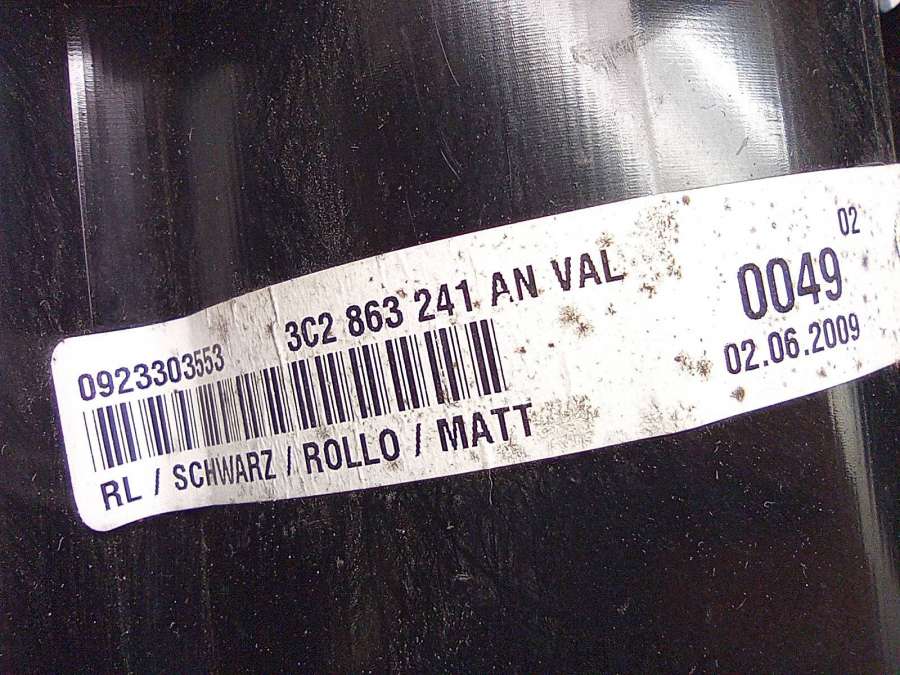 3C2 863 241 AN VAL
0923303553
RL / SCHWARZ / ROLLO / MATT
02
0049
02.06.2009